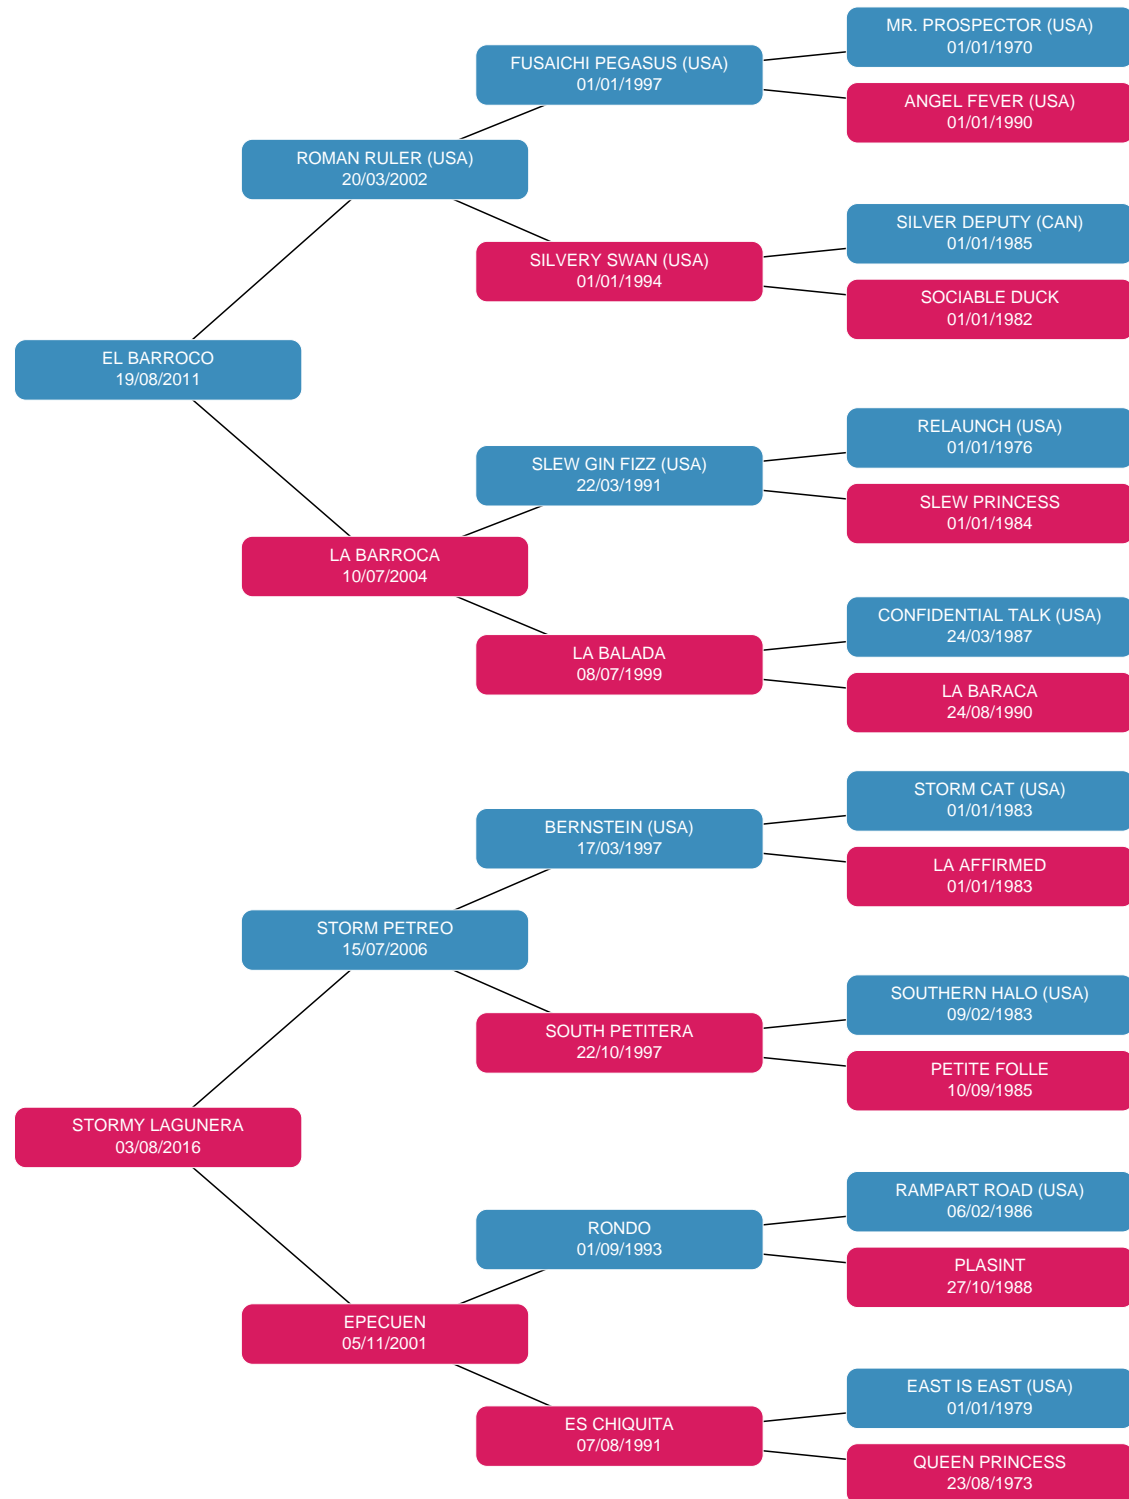 MR. PROSPECTOR (USA)
01/01/1970
FUSAICHI PEGASUS (USA)
01/01/1997
ANGEL FEVER (USA)
01/01/1990
ROMAN RULER (USA)
20/03/2002
SILVER DEPUTY (CAN)
01/01/1985
SILVERY SWAN (USA)
01/01/1994
SOCIABLE DUCK
01/01/1982
EL BARROCO
19/08/2011
RELAUNCH (USA)
01/01/1976
SLEW GIN FIZZ (USA)
22/03/1991
SLEW PRINCESS
01/01/1984
LA BARROCA
10/07/2004
CONFIDENTIAL TALK (USA)
24/03/1987
LA BALADA
08/07/1999
LA BARACA
24/08/1990
STORM CAT (USA)
01/01/1983
BERNSTEIN (USA)
17/03/1997
LA AFFIRMED
01/01/1983
STORM PETREO
15/07/2006
SOUTHERN HALO (USA)
09/02/1983
SOUTH PETITERA
22/10/1997
PETITE FOLLE
10/09/1985
STORMY LAGUNERA
03/08/2016
RAMPART ROAD (USA)
06/02/1986
RONDO
01/09/1993
PLASINT
27/10/1988
EPECUEN
05/11/2001
EAST IS EAST (USA)
01/01/1979
ES CHIQUITA
07/08/1991
QUEEN PRINCESS
23/08/1973